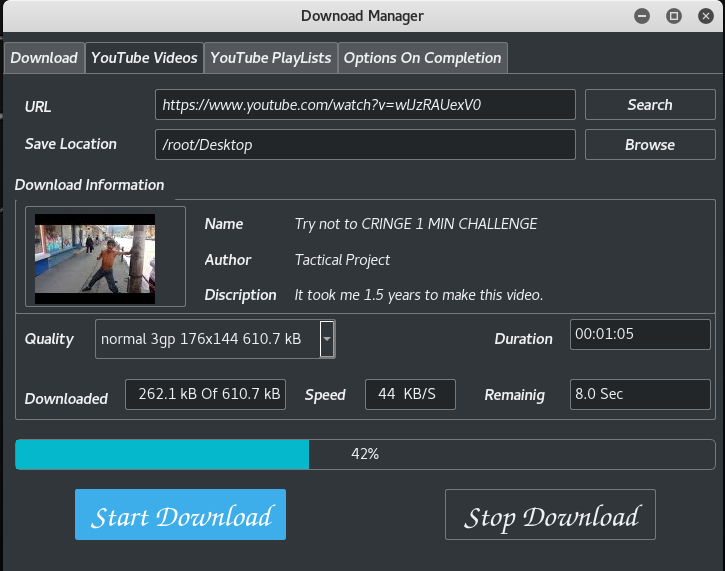 Downoad Manager
Download YouTube Videos YouTube PlayLists Options On Completion
URL https://www.youtube.com/watch?v=wUzRAUexV0 Search
Save Location /root/Desktop Browse
Download Information
Name Try not to CRINGE 1 MIN CHALLENGE
Author Tactical Project
Discription It took me 1.5 years to make this video.
Quality normal 3gp 176x144 610.7 kB Duration 00:01:05
Downloaded 262.1 kB Of 610.7 kB Speed 44 KB/S Remainig 8.0 Sec
42%
Start Download Stop Download